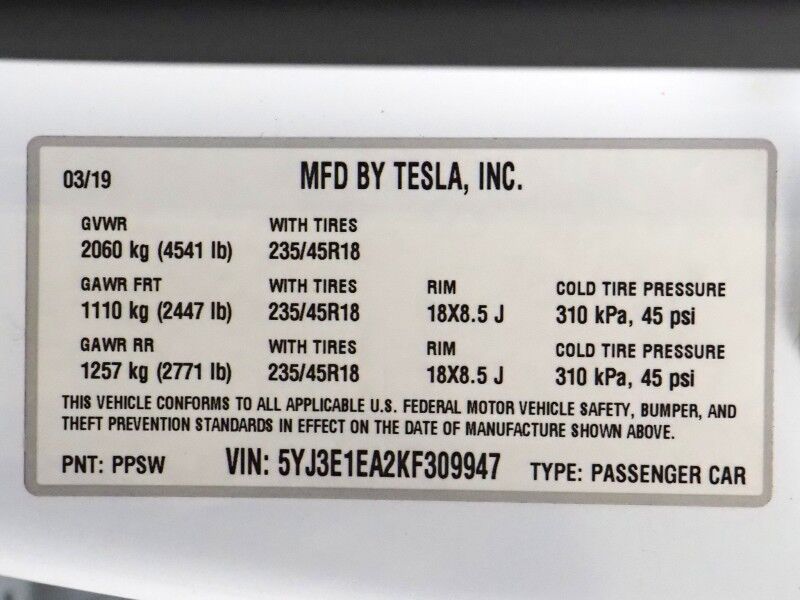 03/19 MFD BY TESLA, INC.
GVWR WITH TIRES
2060 kg (4541 lb) 235/45R18
GAWR FRT WITH TIRES RIM COLD TIRE PRESSURE
1110 kg (2447 lb) 235/45R18 18X8.5 J 310 kPa, 45 psi
GAWR RR WITH TIRES RIM COLD TIRE PRESSURE
1257 kg (2771 lb) 235/45R18 18X8.5 J 310 kPa, 45 psi
THIS VEHICLE CONFORMS TO ALL APPLICABLE U.S. FEDERAL MOTOR VEHICLE SAFETY, BUMPER, AND
THEFT PREVENTION STANDARDS IN EFFECT ON THE DATE OF MANUFACTURE SHOWN ABOVE.
PNT: PPSW VIN: 5YJ3E1EA2KF309947 TYPE: PASSENGER CAR